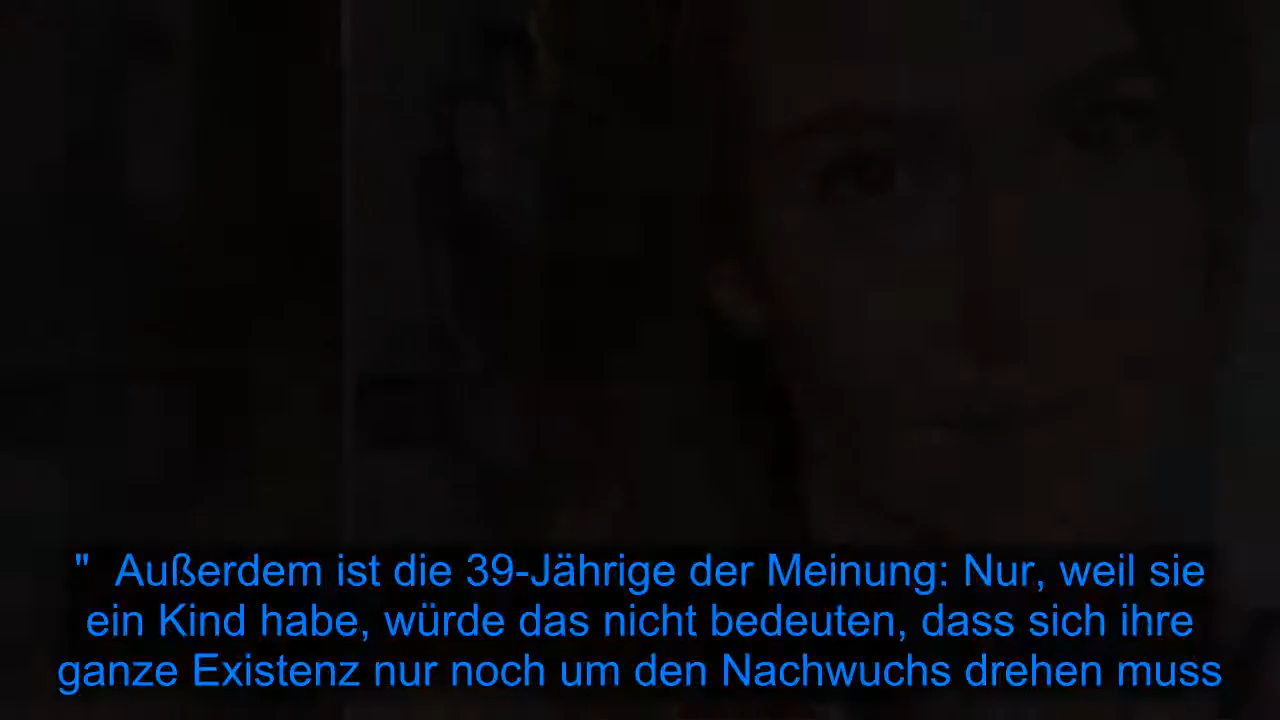 "  Außerdem ist die 39-Jährige der Meinung: Nur, weil sie
ein Kind habe, würde das nicht bedeuten, dass sich ihre
ganze Existenz nur noch um den Nachwuchs drehen muss